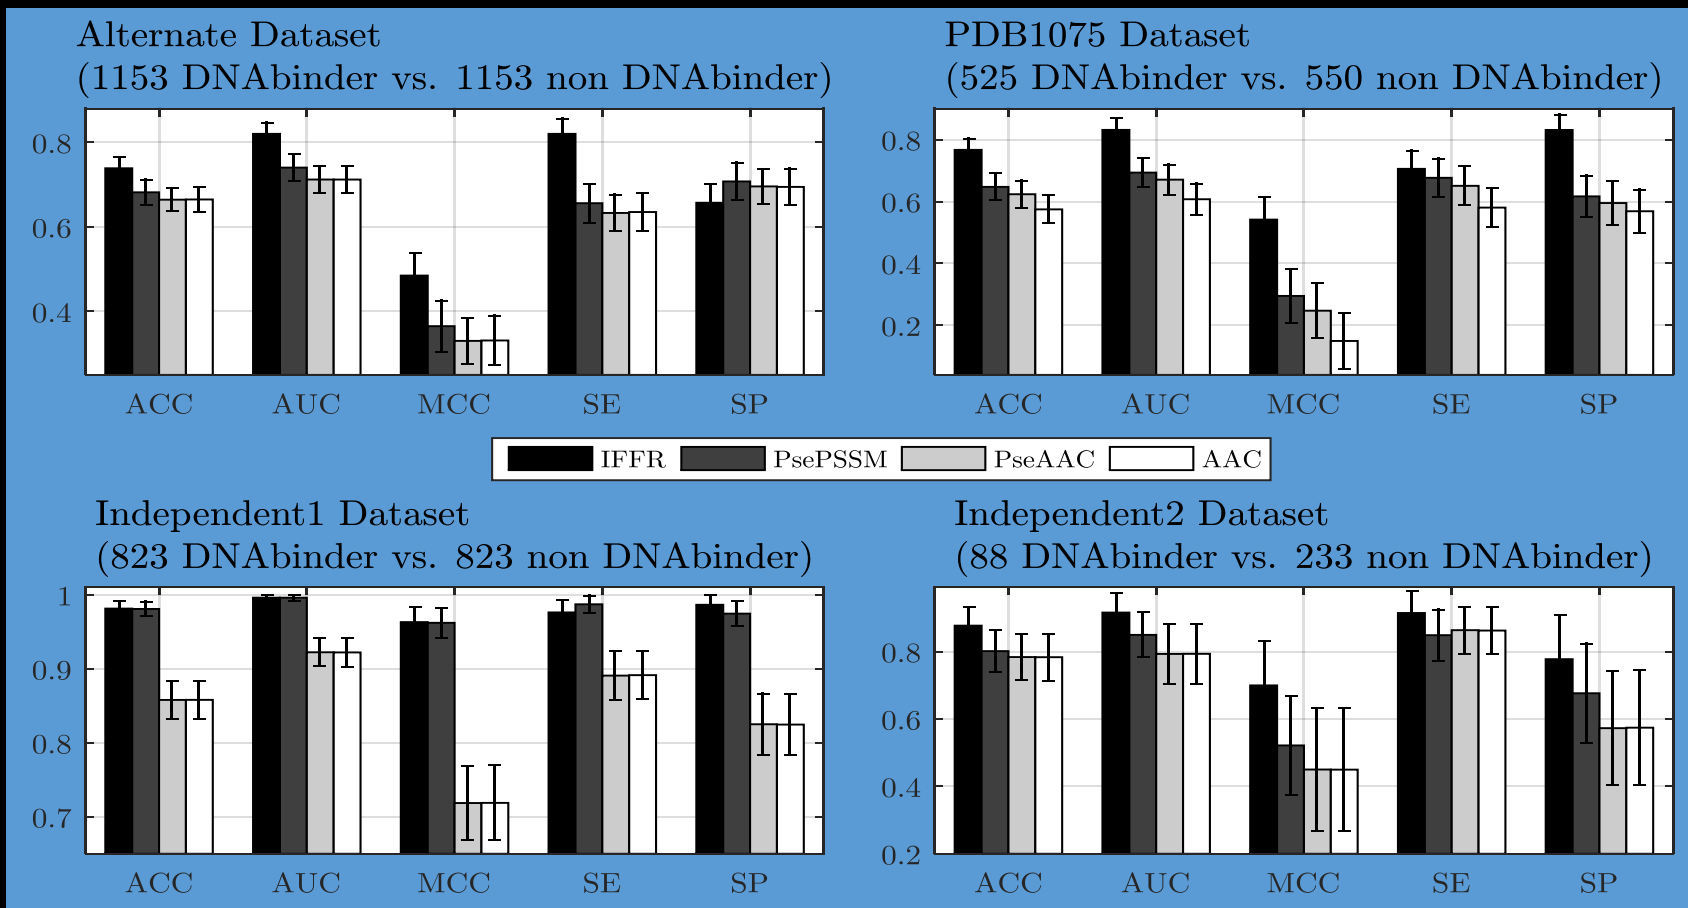 Alternate Dataset
(1153 DNAbinder vs. 1153 non DNAbinder)
0.8
0.6
0.4
ACC AUC MCC SE SP
PDB1075 Dataset
(525 DNAbinder vs. 550 non DNAbinder)
0.8
0.6
0.4
0.2
ACC AUC MCC SE SP
IFFR PsePSSM PseAAC AAC
Independent1 Dataset
(823 DNAbinder vs. 823 non DNAbinder)
1
0.9
0.8
0.7
ACC AUC MCC SE SP
Independent2 Dataset
(88 DNAbinder vs. 233 non DNAbinder)
0.8
0.6
0.4
0.2
ACC AUC MCC SE SP